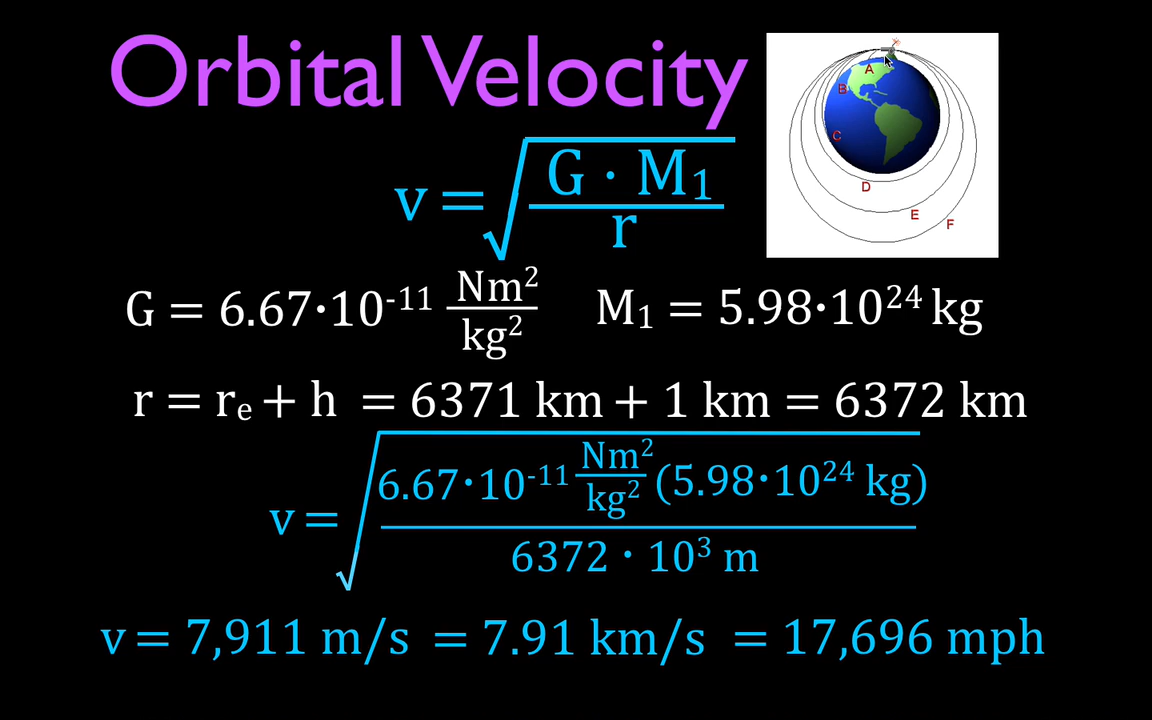 Orbital Velocity
A
B
C
D
E
F
v = √(G · M₁ / r)
G = 6.67·10⁻¹¹ Nm²/kg² M₁ = 5.98·10²⁴ kg
r = rₑ + h = 6371 km + 1 km = 6372 km
v = √(6.67·10⁻¹¹ Nm²/kg² (5.98·10²⁴ kg) / 6372 · 10³ m)
v = 7,911 m/s = 7.91 km/s = 17,696 mph